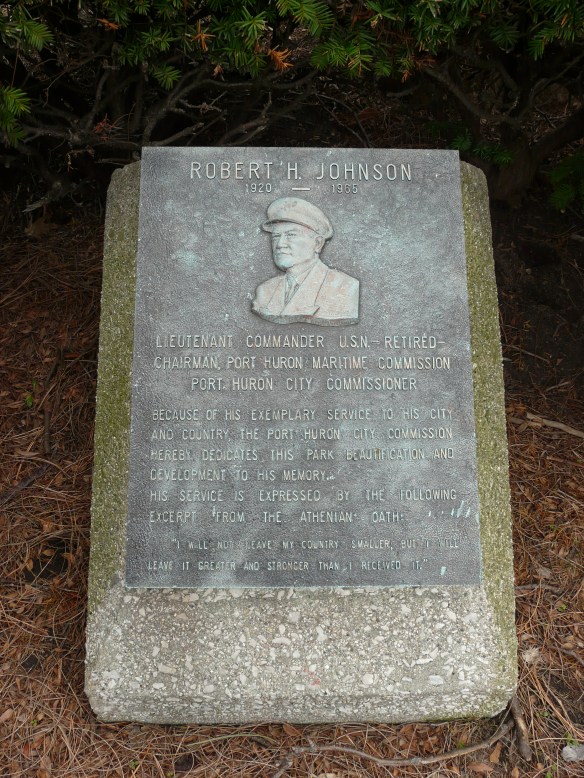 ROBERT H. JOHNSON
1920 — 1965
LIEUTENANT COMMANDER U.S.N.-RETIRED-
CHAIRMAN, PORT HURON MARITIME COMMISSION
PORT HURON CITY COMMISSIONER
BECAUSE OF HIS EXEMPLARY SERVICE TO HIS CITY
AND COUNTRY THE PORT HURON CITY COMMISSION
HEREBY DEDICATES THIS PARK BEAUTIFICATION AND
DEVELOPMENT TO HIS MEMORY.
HIS SERVICE IS EXPRESSED BY THE FOLLOWING
EXCERPT FROM THE ATHENIAN OATH:
"I WILL NOT LEAVE MY COUNTRY SMALLER, BUT I WILL
LEAVE IT GREATER AND STRONGER THAN I RECEIVED IT."